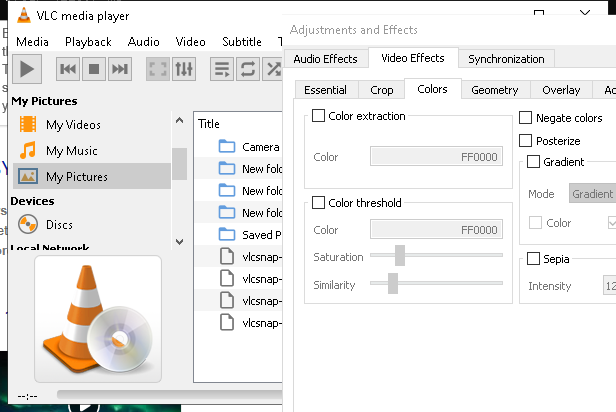 VLC media player
Media Playback Audio Video Subtitle T
My Pictures
My Videos
My Music
My Pictures
Devices
Discs
Local Network
Title
Camera
New fold
New fold
New fold
Saved P
vlcsnap-
vlcsnap-
vlcsnap-
vlcsnap-
--:--
Adjustments and Effects
Audio Effects Video Effects Synchronization
Essential Crop Colors Geometry Overlay
Color extraction
Color FF0000
Color threshold
Color FF0000
Saturation
Similarity
Negate colors
Posterize
Gradient
Mode Gradient
Color
Sepia
Intensity 12